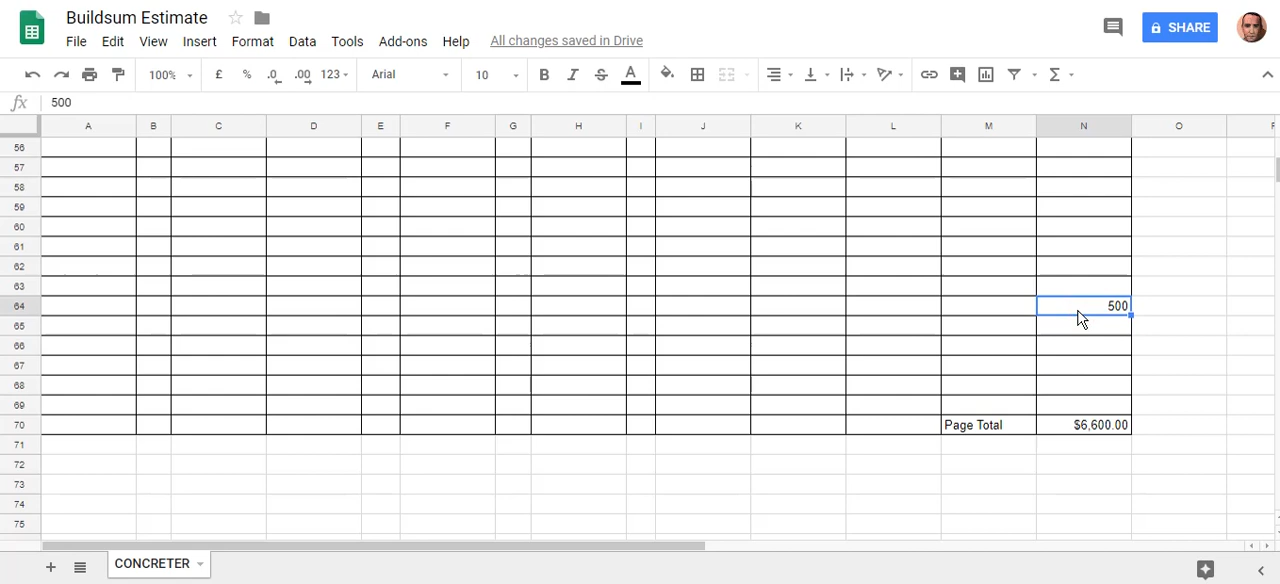 Buildsum Estimate
File Edit View Insert Format Data Tools Add-ons Help All changes saved in Drive
SHARE
100% £ % .0 .00 123 Arial 10 B I S A Σ
fx 500
A B C D E F G H I J K L M N O
56
57
58
59
60
61
62
63
64 500
65
66
67
68
69
70 Page Total $6,600.00
71
72
73
74
75
+ CONCRETER